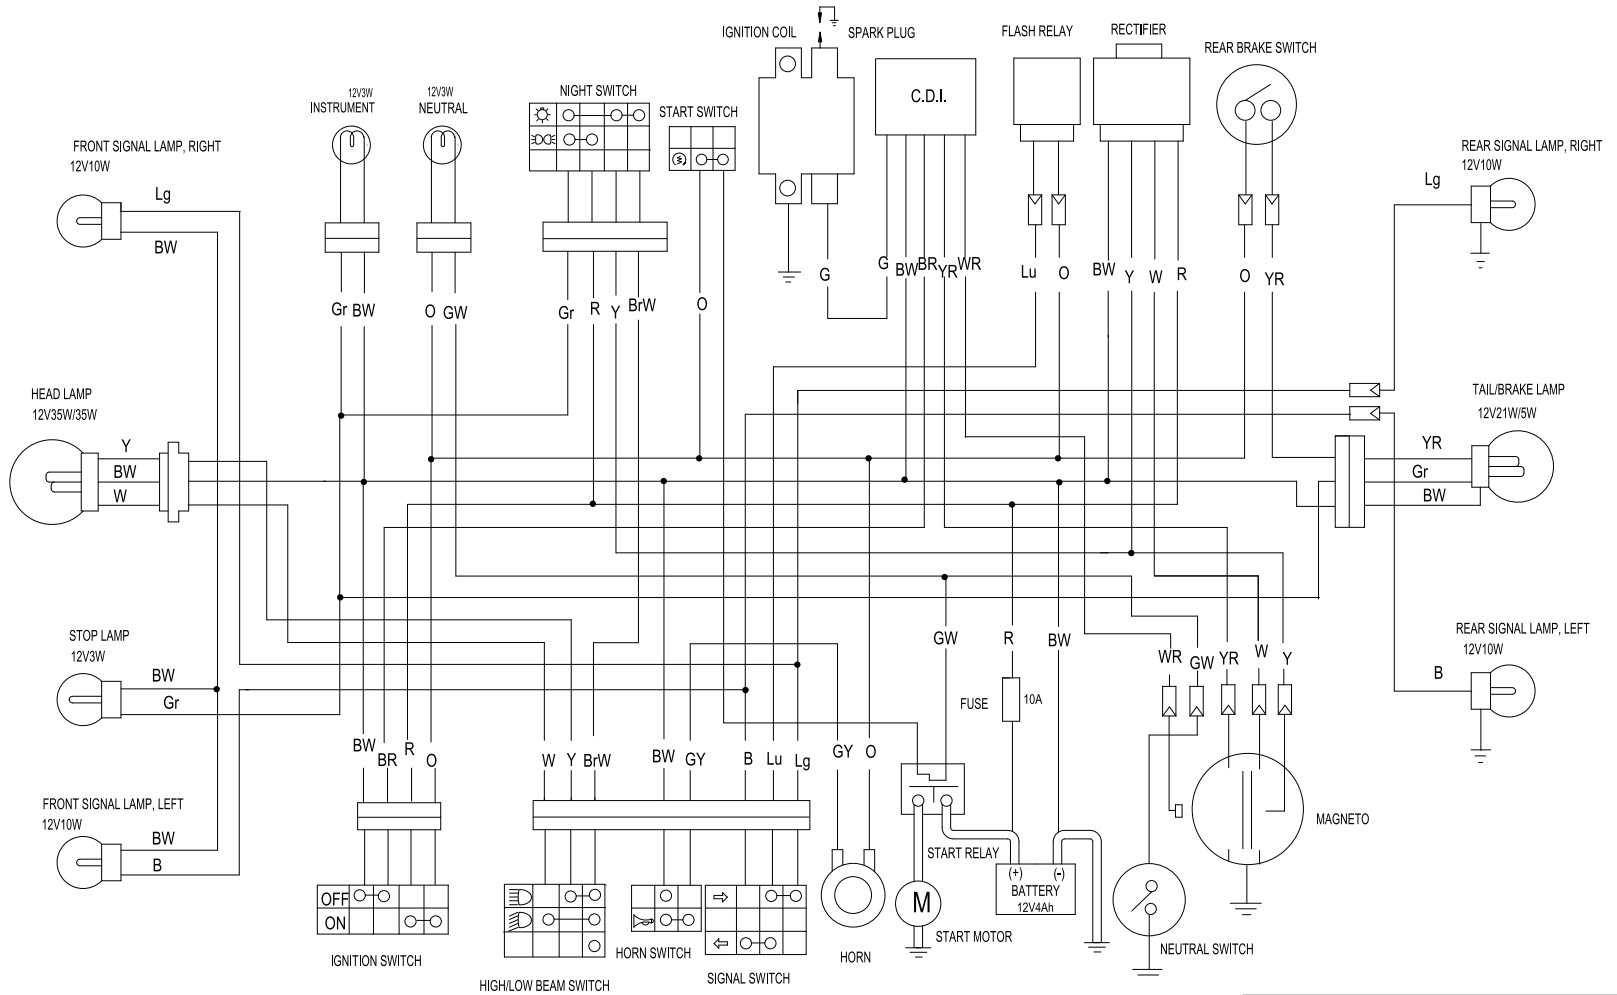 IGNITION COIL
SPARK PLUG
FLASH RELAY
RECTIFIER
REAR BRAKE SWITCH
12V3W
INSTRUMENT
12V3W
NEUTRAL
NIGHT SWITCH
START SWITCH
C.D.I.
FRONT SIGNAL LAMP, RIGHT
12V10W
Lg
BW
REAR SIGNAL LAMP, RIGHT
12V10W
Lg
Gr BW
O GW
Gr R Y BrW
O
G
G BW BR YR WR
Lu O
BW Y W R
O YR
HEAD LAMP
12V35W/35W
Y
BW
W
TAIL/BRAKE LAMP
12V21W/5W
YR
Gr
BW
STOP LAMP
12V3W
BW
Gr
GW
R
BW
WR GW YR W Y
REAR SIGNAL LAMP, LEFT
12V10W
B
FUSE
10A
BW BR R O
W Y BrW
BW GY
B Lu Lg
GY O
FRONT SIGNAL LAMP, LEFT
12V10W
BW
B
MAGNETO
START RELAY
(+) (-)
BATTERY
12V4Ah
OFF
ON
M
START MOTOR
IGNITION SWITCH
HIGH/LOW BEAM SWITCH
HORN SWITCH
SIGNAL SWITCH
HORN
NEUTRAL SWITCH